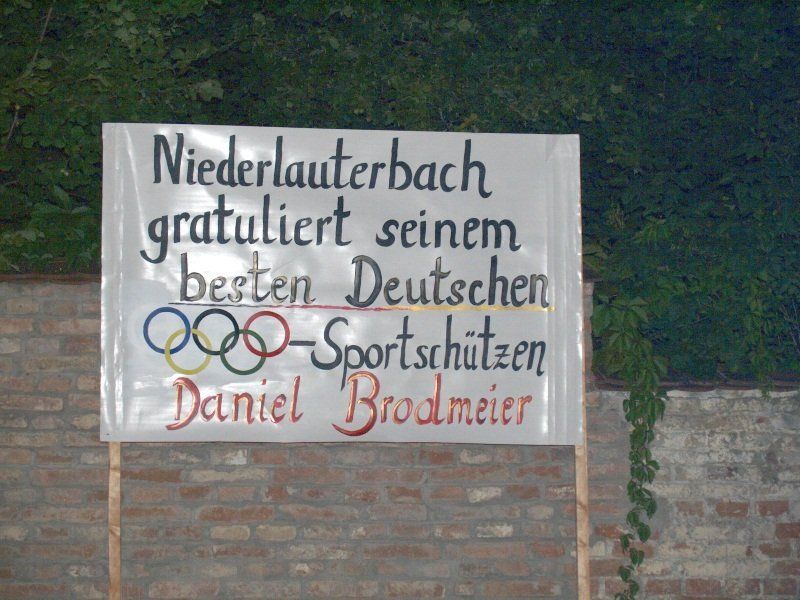 Niederlauterbach
gratuliert seinem
besten Deutschen
-Sportschützen
Daniel Brodmeier